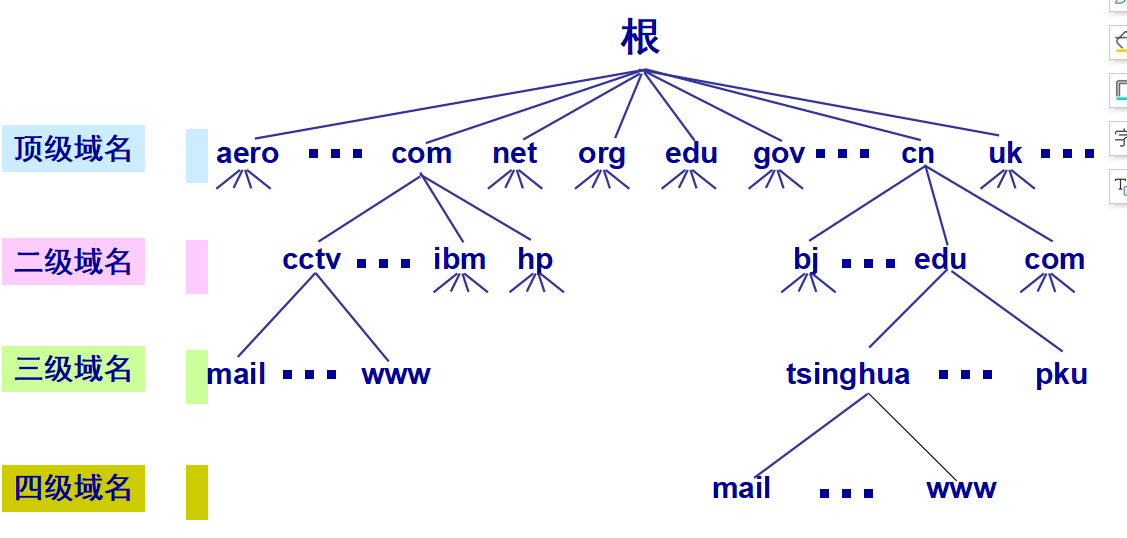 根
顶级域名 aero ... com net org edu gov ... cn uk ...
二级域名 cctv ... ibm hp bj ... edu com
三级域名 mail ... www tsinghua ... pku
四级域名 mail ... www
字
T